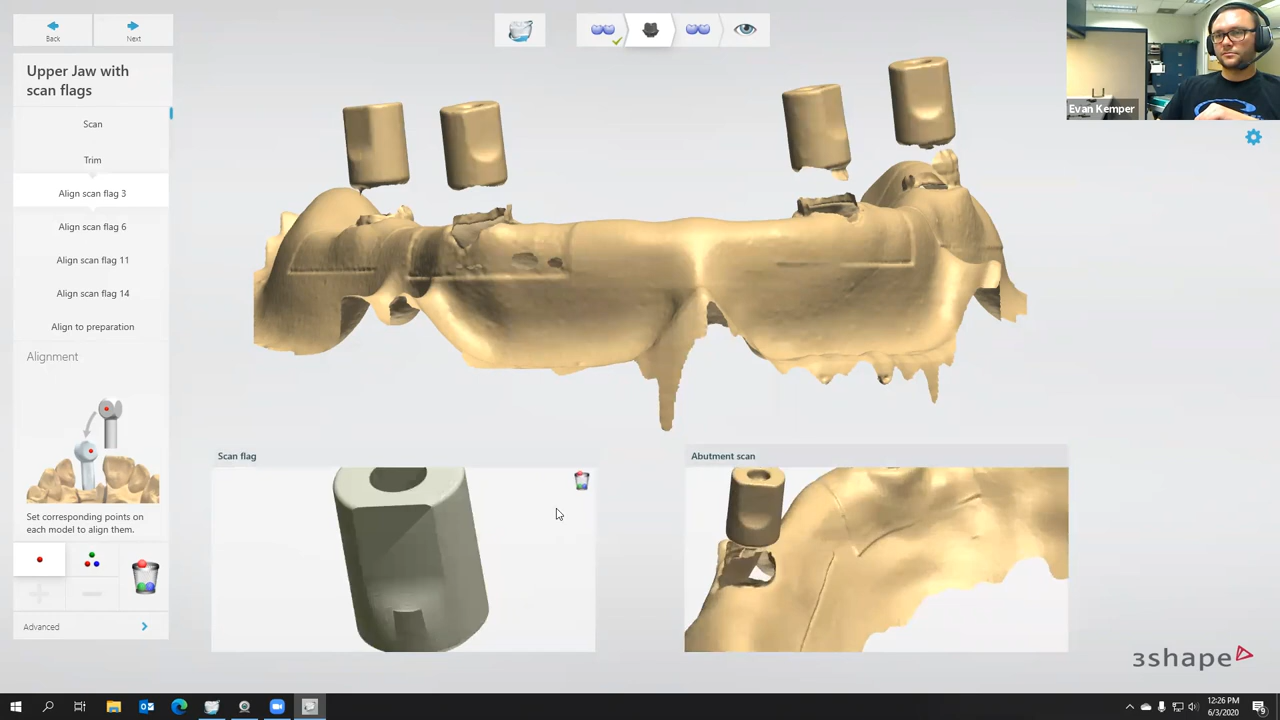 Back
Next
Upper Jaw with
scan flags
Scan
Trim
Align scan flag 3
Align scan flag 6
Align scan flag 11
Align scan flag 14
Align to preparation
Alignment
Set corresponding points on
each model to align them.
Advanced
Scan flag
Abutment scan
Evan Kemper
3shape
12:26 PM
6/3/2020